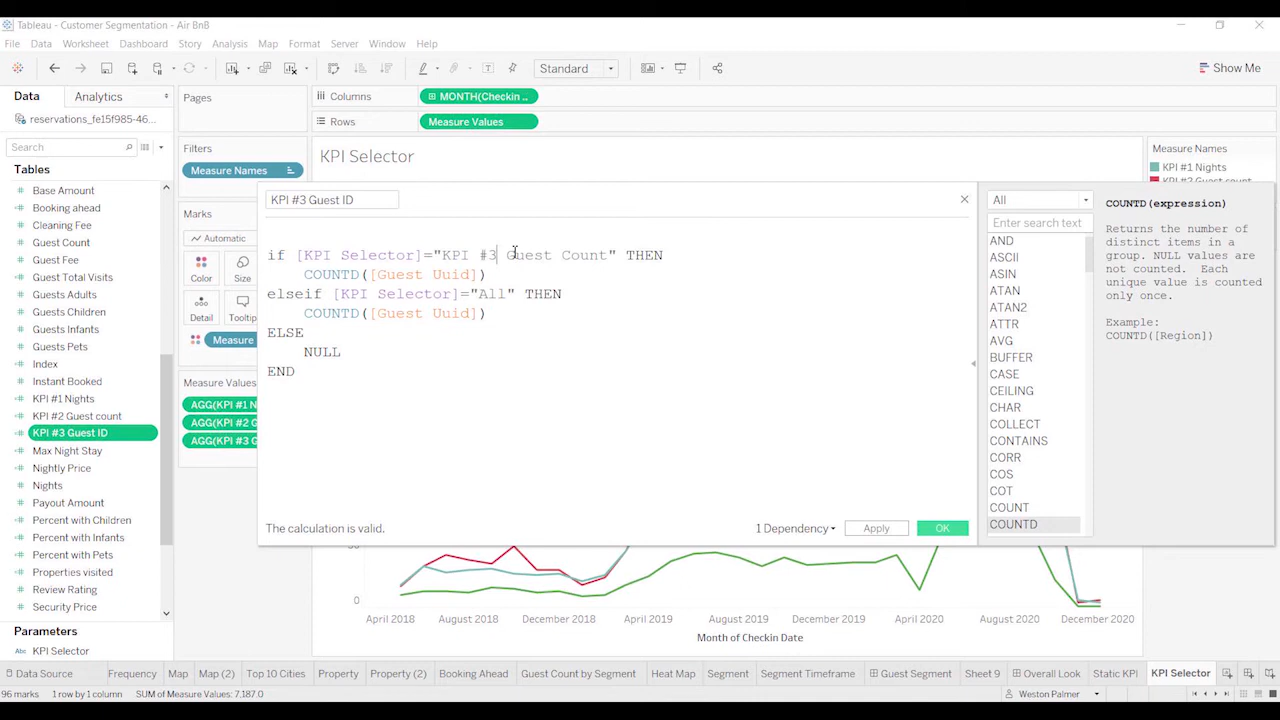 Tableau - Customer Segmentation - Air BnB
File Data Worksheet Dashboard Story Analysis Map Format Server Window Help
Standard
Show Me
Data
Analytics
Pages
Columns
MONTH(Checkin ..
reservations_fe15f985-46...
Rows
Measure Values
Search
Filters
KPI Selector
Measure Names
Tables
Measure Names
KPI #1 Nights
KPI #2 Guest count
Base Amount
Booking ahead
Cleaning Fee
Guest Count
Guest Fee
Guest Total Visits
Guests Adults
Guests Children
Guests Infants
Guests Pets
Index
Instant Booked
KPI #1 Nights
KPI #2 Guest count
KPI #3 Guest ID
Max Night Stay
Nightly Price
Nights
Payout Amount
Percent with Children
Percent with Infants
Percent with Pets
Properties visited
Review Rating
Security Price
Parameters
KPI Selector
Marks
Automatic
Color
Size
Detail
Tooltip
Measure
Measure Values
AGG(KPI #1 N
AGG(KPI #2 G
AGG(KPI #3 G
KPI #3 Guest ID
if [KPI Selector]="KPI #3 Guest Count" THEN
COUNTD([Guest Uuid])
elseif [KPI Selector]="All" THEN
COUNTD([Guest Uuid])
ELSE
NULL
END
The calculation is valid.
1 Dependency
Apply
OK
All
Enter search text
AND
ASCII
ASIN
ATAN
ATAN2
ATTR
AVG
BUFFER
CASE
CEILING
CHAR
COLLECT
CONTAINS
CORR
COS
COT
COUNT
COUNTD
COUNTD(expression)
Returns the number of
distinct items in a
group. NULL values are
not counted. Each
unique value is counted
only once.
Example:
COUNTD([Region])
0
April 2018
August 2018
December 2018
April 2019
August 2019
December 2019
April 2020
August 2020
December 2020
Month of Checkin Date
Data Source
Frequency
Map
Map (2)
Top 10 Cities
Property
Property (2)
Booking Ahead
Guest Count by Segment
Heat Map
Segment
Segment Timeframe
Guest Segment
Sheet 9
Overall Look
Static KPI
KPI Selector
96 marks
1 row by 1 column
SUM of Measure Values: 7,187.0
Weston Palmer